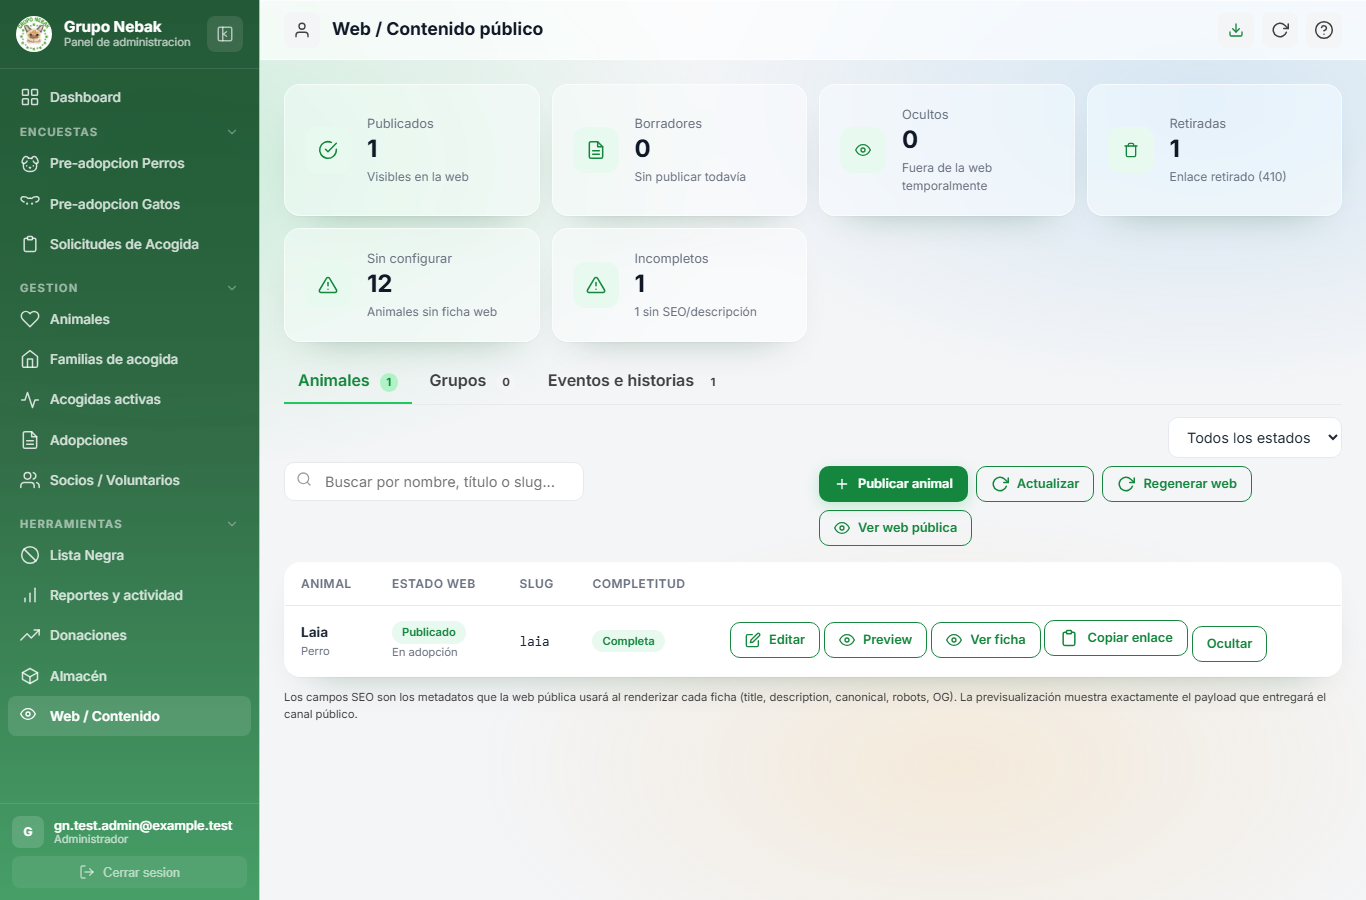 Grupo Nebak
Panel de administracion
Dashboard
ENCUESTAS
Pre-adopcion Perros
Pre-adopcion Gatos
Solicitudes de Acogida
GESTION
Animales
Familias de acogida
Acogidas activas
Adopciones
Socios / Voluntarios
HERRAMIENTAS
Lista Negra
Reportes y actividad
Donaciones
Almacén
Web / Contenido
G
gn.test.admin@example.test
Administrador
Cerrar sesion
Web / Contenido público
Publicados
1
Visibles en la web
Borradores
0
Sin publicar todavía
Ocultos
0
Fuera de la web
temporalmente
Retiradas
1
Enlace retirado (410)
Sin configurar
12
Animales sin ficha web
Incompletos
1
1 sin SEO/descripción
Animales 1 Grupos 0 Eventos e historias 1
Todos los estados
Buscar por nombre, título o slug...
Publicar animal Actualizar Regenerar web
Ver web pública
ANIMAL ESTADO WEB SLUG COMPLETITUD
Laia
Perro
Publicado
En adopción
laia
Completa
Editar Preview Ver ficha Copiar enlace Ocultar
Los campos SEO son los metadatos que la web pública usará al renderizar cada ficha (title, description, canonical, robots, OG). La previsualización muestra exactamente el payload que entregará el
canal público.